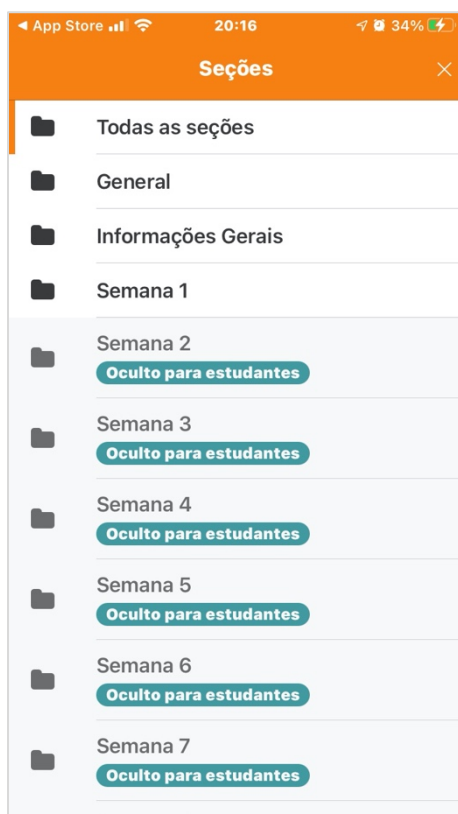 App Store 20:16 34%
Seções
Todas as seções
General
Informações Gerais
Semana 1
Semana 2
Oculto para estudantes
Semana 3
Oculto para estudantes
Semana 4
Oculto para estudantes
Semana 5
Oculto para estudantes
Semana 6
Oculto para estudantes
Semana 7
Oculto para estudantes